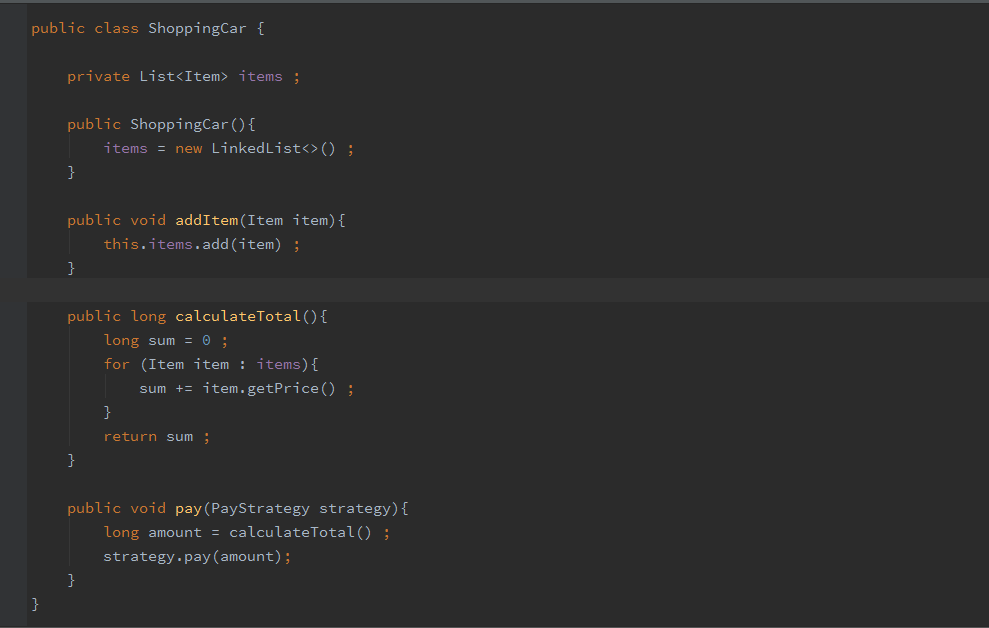 public class ShoppingCar {
private List<Item> items ;
public ShoppingCar(){
items = new LinkedList<>() ;
}
public void addItem(Item item){
this.items.add(item) ;
}
public long calculateTotal(){
long sum = 0 ;
for (Item item : items){
sum += item.getPrice() ;
}
return sum ;
}
public void pay(PayStrategy strategy){
long amount = calculateTotal() ;
strategy.pay(amount);
}
}